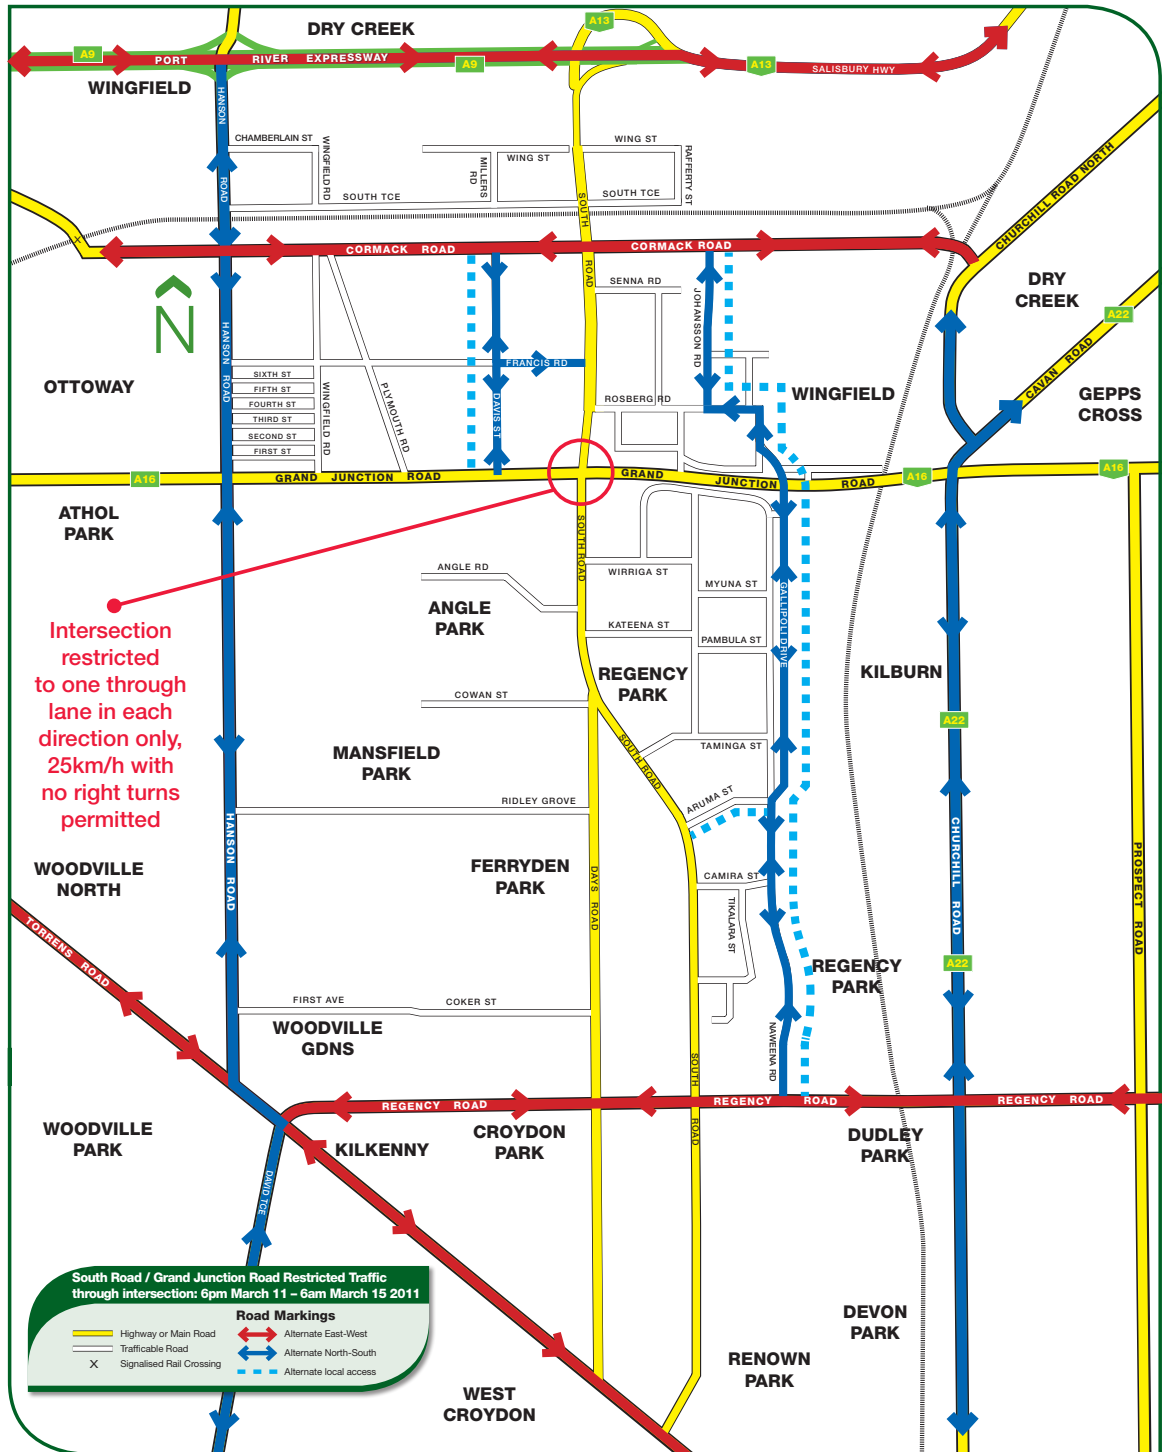 DRY CREEK
A13
A9
PORT RIVER EXPRESSWAY
A9
A13
SALISBURY HWY
WINGFIELD
HANSON ROAD
CHAMBERLAIN ST
WINGFIELD RD
MILLERS RD
WING ST
WING ST
RAFFERTY ST
SOUTH TCE
SOUTH TCE
SOUTH ROAD
CHURCHILL ROAD NORTH
X
CORMACK ROAD
CORMACK ROAD
DRY
CREEK
N
SENNA RD
JOHANSSON RD
A22
CAVAN ROAD
HANSON ROAD
FRANCIS RD
OTTOWAY
SIXTH ST
FIFTH ST
FOURTH ST
THIRD ST
SECOND ST
FIRST ST
WINGFIELD RD
PLYMOUTH RD
DAVIS ST
ROSBERG RD
WINGFIELD
GEPPS
CROSS
A16
GRAND JUNCTION ROAD
GRAND JUNCTION ROAD
A16
A16
ATHOL
PARK
SOUTH ROAD
ANGLE RD
WIRRIGA ST
MYUNA ST
GALLIPOLI DRIVE
ANGLE
PARK
KATEENA ST
PAMBULA ST
Intersection
restricted
to one through
lane in each
direction only,
25km/h with
no right turns
permitted
REGENCY
PARK
KILBURN
COWAN ST
A22
SOUTH ROAD
TAMINGA ST
MANSFIELD
PARK
RIDLEY GROVE
ARUMA ST
HANSON ROAD
CHURCHILL ROAD
PROSPECT ROAD
WOODVILLE
NORTH
FERRYDEN
PARK
DAYS ROAD
CAMIRA ST
TIKALARA ST
TORRENS ROAD
A22
REGENCY
PARK
FIRST AVE
COKER ST
WOODVILLE
GDNS
NAWEENA RD
SOUTH ROAD
REGENCY ROAD
REGENCY ROAD
REGENCY ROAD
WOODVILLE
PARK
KILKENNY
CROYDON
PARK
DUDLEY
PARK
DAVID TCE
South Road / Grand Junction Road Restricted Traffic
through intersection: 6pm March 11 – 6am March 15 2011
Road Markings
Highway or Main Road
Trafficable Road
X Signalised Rail Crossing
Alternate East-West
Alternate North-South
Alternate local access
DEVON
PARK
RENOWN
PARK
WEST
CROYDON